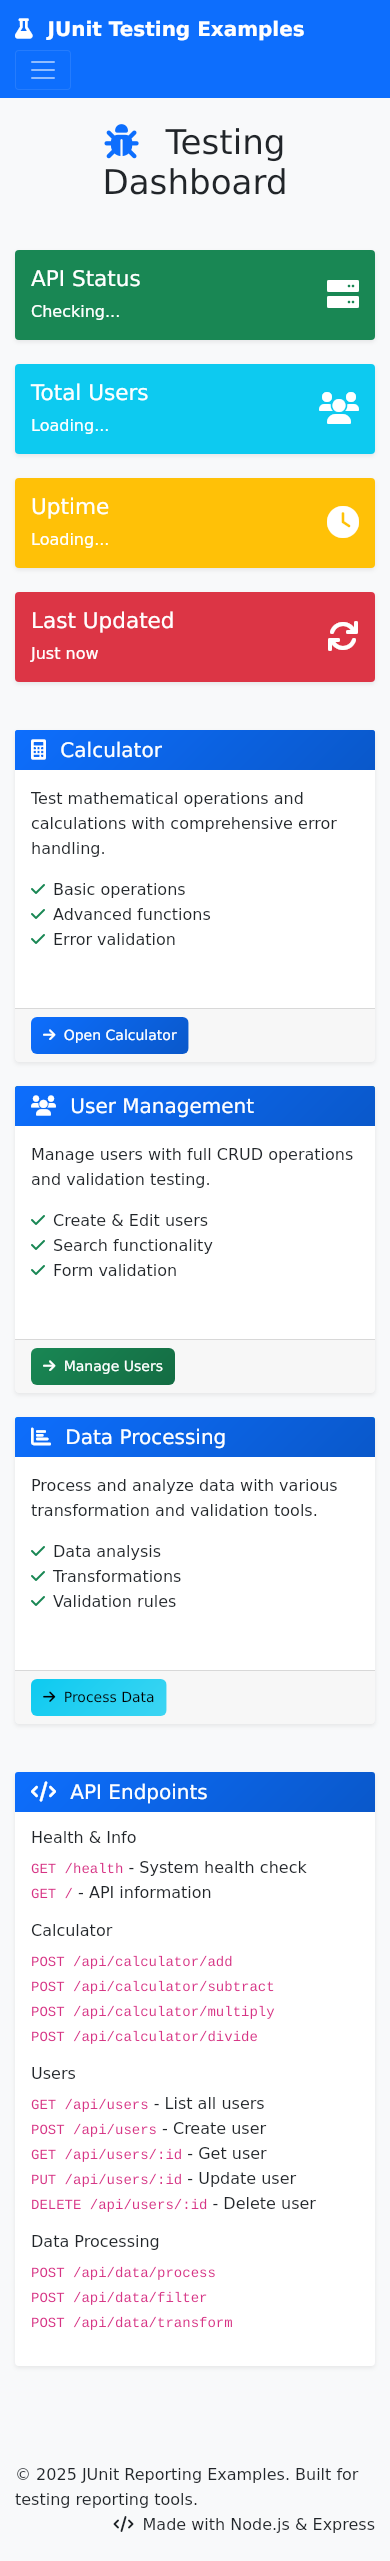 JUnit Testing Examples
Testing
Dashboard
API Status
Checking...
Total Users
Loading...
Uptime
Loading...
Last Updated
Just now
Calculator
Test mathematical operations and
calculations with comprehensive error
handling.
Basic operations
Advanced functions
Error validation
Open Calculator
User Management
Manage users with full CRUD operations
and validation testing.
Create & Edit users
Search functionality
Form validation
Manage Users
Data Processing
Process and analyze data with various
transformation and validation tools.
Data analysis
Transformations
Validation rules
Process Data
API Endpoints
Health & Info
GET /health - System health check
GET / - API information
Calculator
POST /api/calculator/add
POST /api/calculator/subtract
POST /api/calculator/multiply
POST /api/calculator/divide
Users
GET /api/users - List all users
POST /api/users - Create user
GET /api/users/:id - Get user
PUT /api/users/:id - Update user
DELETE /api/users/:id - Delete user
Data Processing
POST /api/data/process
POST /api/data/filter
POST /api/data/transform
© 2025 JUnit Reporting Examples. Built for
testing reporting tools.
Made with Node.js & Express